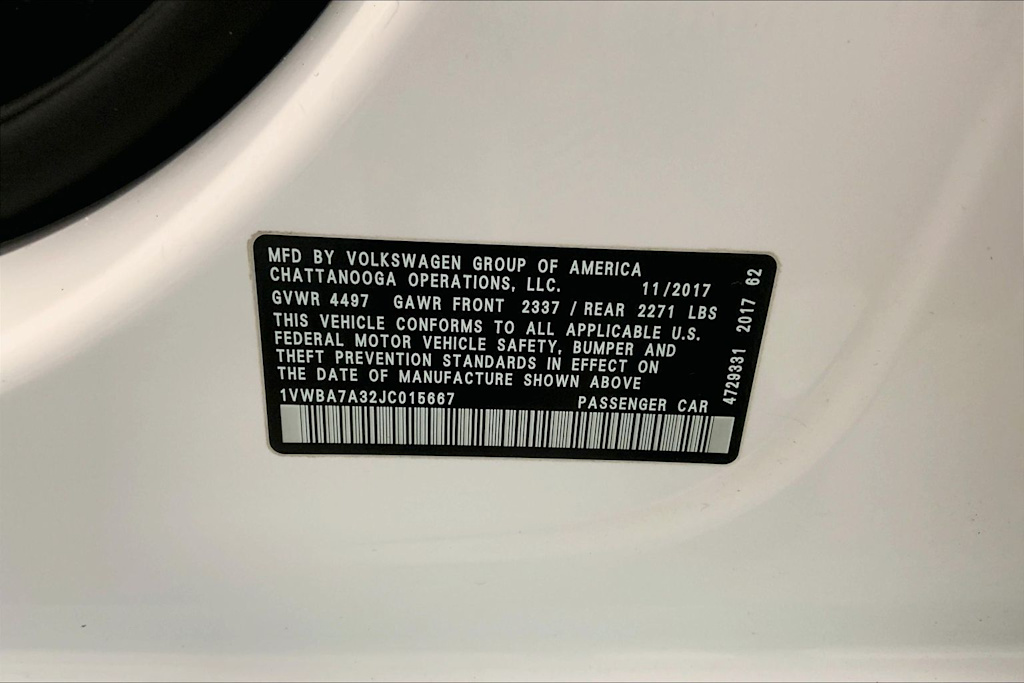 MFD BY VOLKSWAGEN GROUP OF AMERICA
CHATTANOOGA OPERATIONS, LLC. 11/2017
GVWR 4497 GAWR FRONT 2337 / REAR 2271 LBS
THIS VEHICLE CONFORMS TO ALL APPLICABLE U.S.
FEDERAL MOTOR VEHICLE SAFETY, BUMPER AND
THEFT PREVENTION STANDARDS IN EFFECT ON
THE DATE OF MANUFACTURE SHOWN ABOVE
1VWBA7A32JC015667 PASSENGER CAR
4729331 2017 62